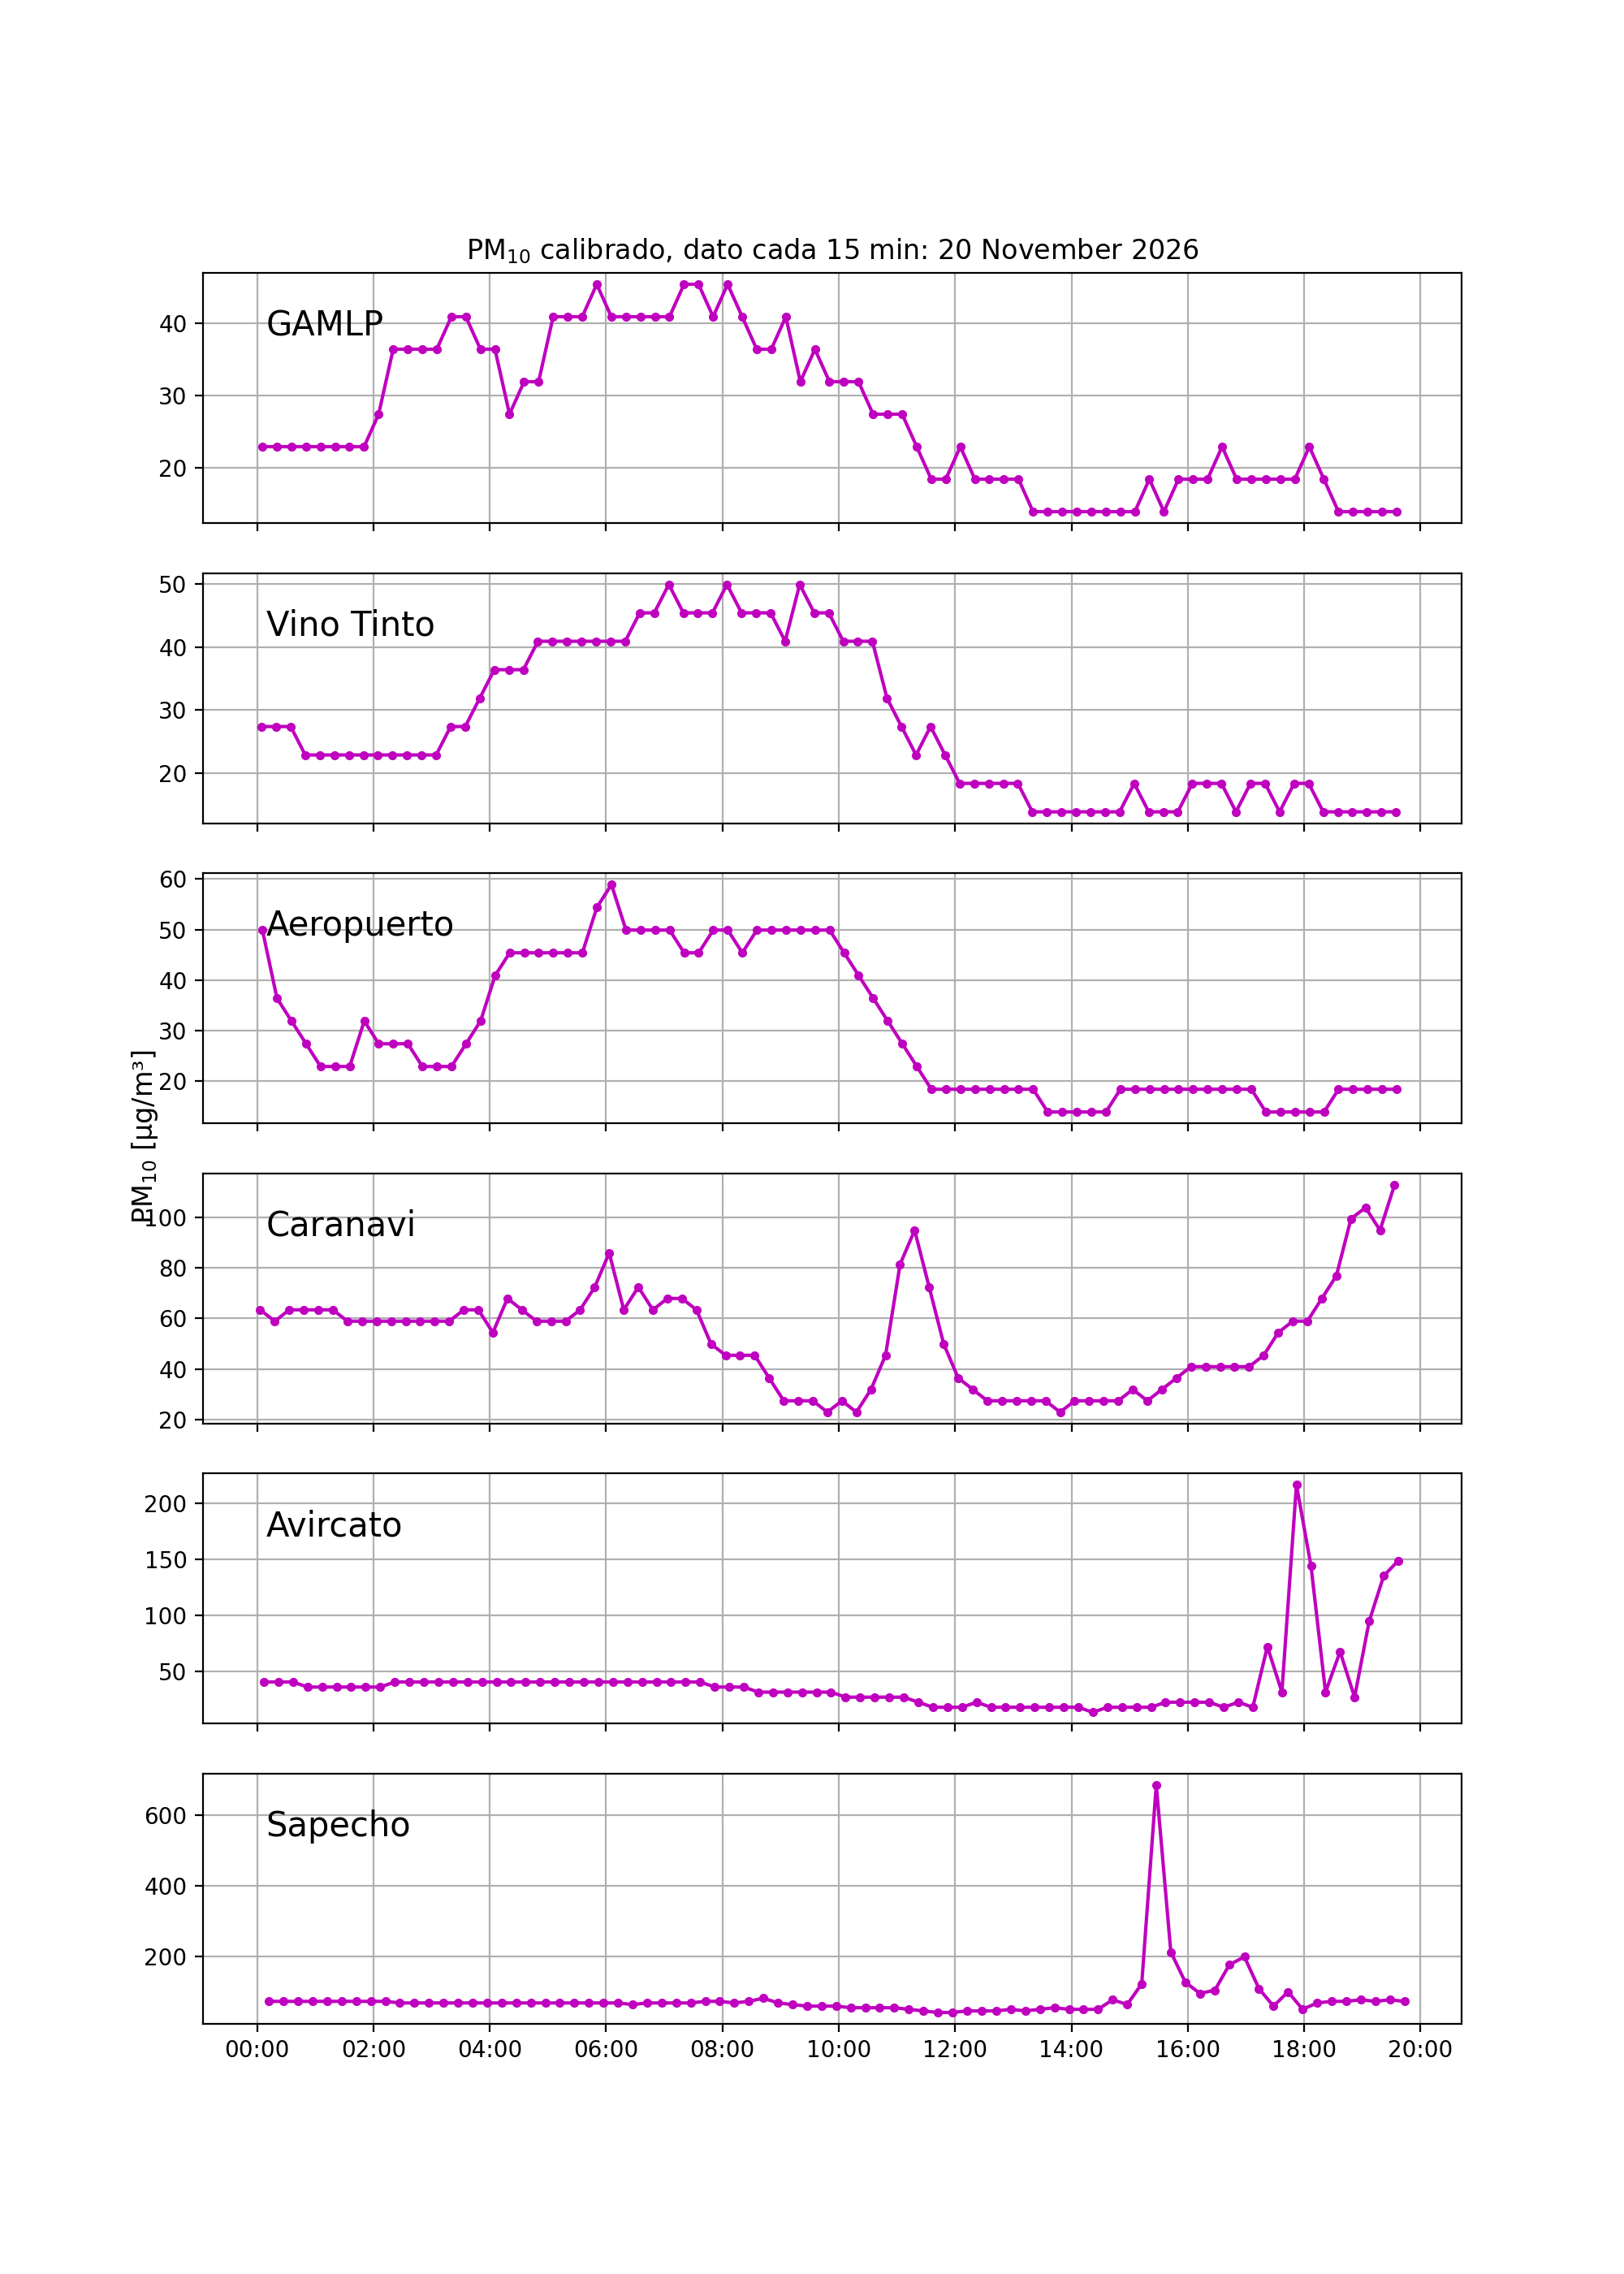 PM₁₀ calibrado, dato cada 15 min: 20 November 2026
GAMLP
40
30
20
Vino Tinto
50
40
30
20
Aeropuerto
60
50
40
30
20
PM₁₀ [µg/m³]
Caranavi
100
80
60
40
20
Avircato
200
150
100
50
Sapecho
600
400
200
00:00 02:00 04:00 06:00 08:00 10:00 12:00 14:00 16:00 18:00 20:00